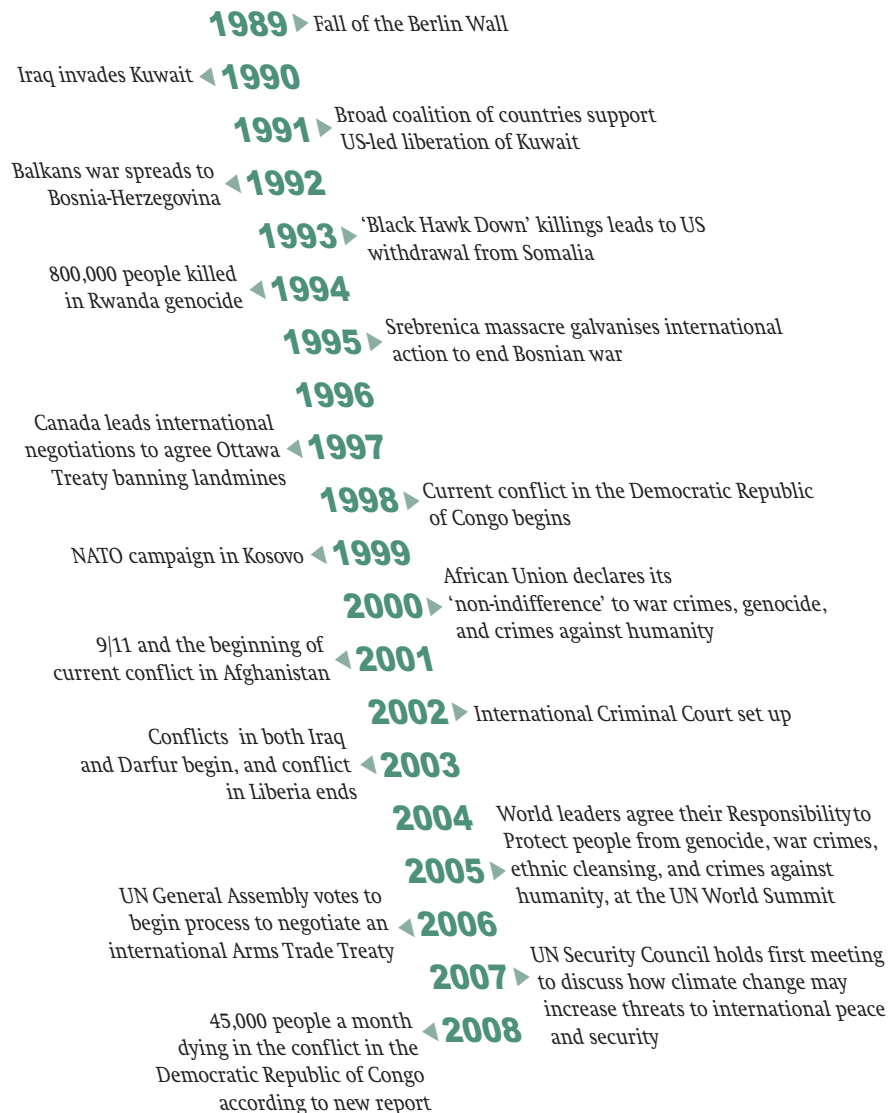 1989 Fall of the Berlin Wall
Iraq invades Kuwait 1990
1991 Broad coalition of countries support
US-led liberation of Kuwait
Balkans war spreads to
Bosnia-Herzegovina 1992
1993 ‘Black Hawk Down’ killings leads to US
withdrawal from Somalia
800,000 people killed
in Rwanda genocide 1994
1995 Srebrenica massacre galvanises international
action to end Bosnian war
1996
Canada leads international
negotiations to agree Ottawa
Treaty banning landmines
1997
1998 Current conflict in the Democratic Republic
of Congo begins
NATO campaign in Kosovo 1999
2000
African Union declares its
‘non-indifference’ to war crimes, genocide,
and crimes against humanity
9|11 and the beginning of
current conflict in Afghanistan 2001
2002 International Criminal Court set up
Conflicts in both Iraq
and Darfur begin, and conflict
in Liberia ends
2003
2004
2005
World leaders agree their Responsibility to
Protect people from genocide, war crimes,
ethnic cleansing, and crimes against
humanity, at the UN World Summit
UN General Assembly votes to
begin process to negotiate an
international Arms Trade Treaty
2006
2007
UN Security Council holds first meeting
to discuss how climate change may
increase threats to international peace
and security
45,000 people a month
dying in the conflict in the
Democratic Republic of Congo
according to new report
2008